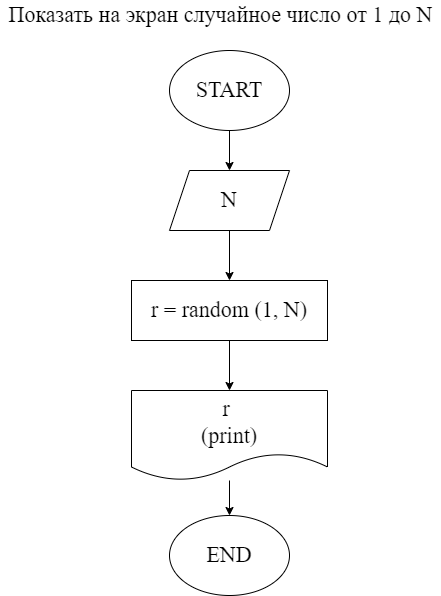 Показать на экран случайное число от 1 до N
START
N
r = random (1, N)
r
(print)
END